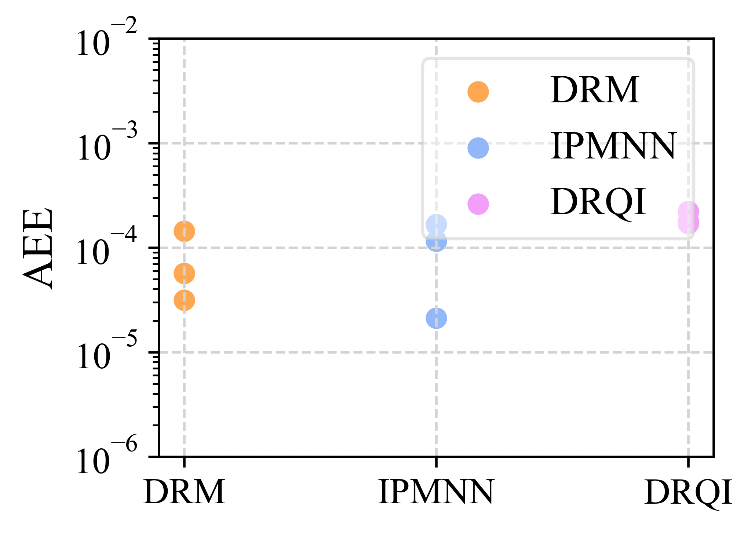 10⁻²
10⁻³
10⁻⁴
10⁻⁵
10⁻⁶
AEE
DRM
IPMNN
DRQI
DRM
IPMNN
DRQI